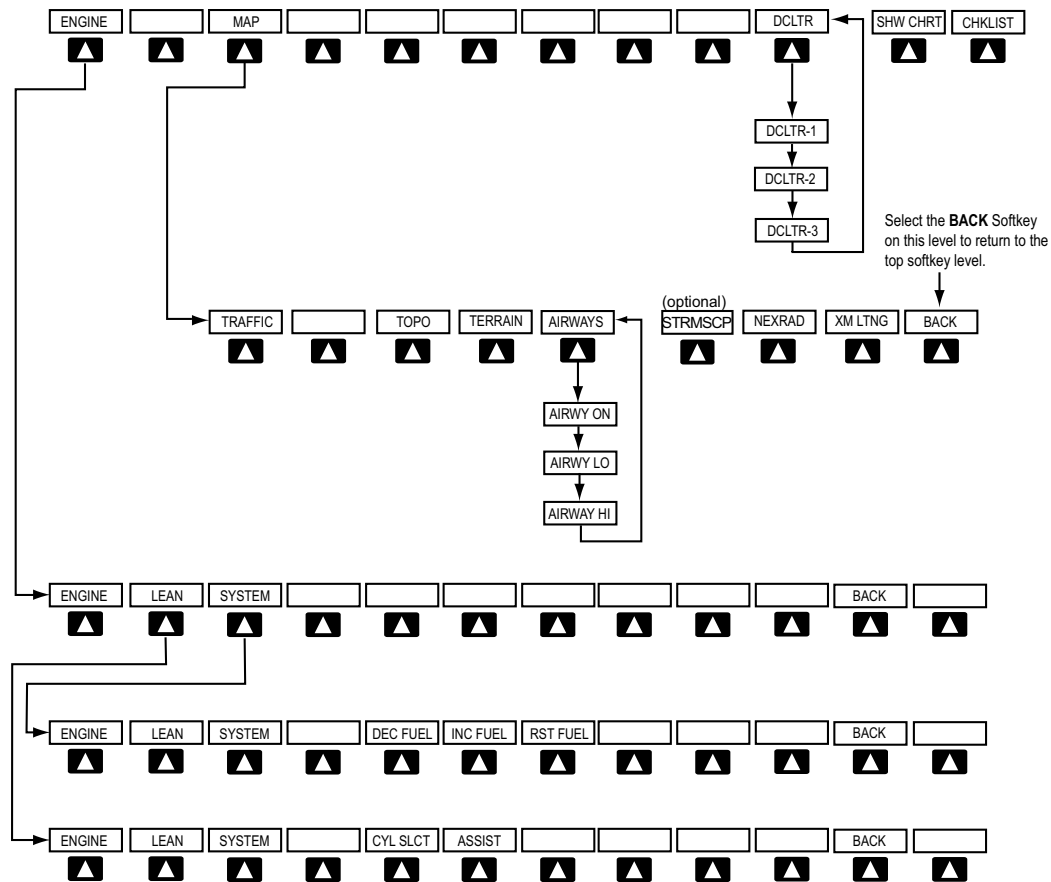 ENGINE MAP DCLTR SHW CHRT CHKLIST
DCLTR-1
DCLTR-2
DCLTR-3
Select the BACK Softkey
on this level to return to the
top softkey level.
(optional)
TRAFFIC TOPO TERRAIN AIRWAYS STRMSCP NEXRAD XM LTNG BACK
AIRWY ON
AIRWY LO
AIRWAY HI
ENGINE LEAN SYSTEM BACK
ENGINE LEAN SYSTEM DEC FUEL INC FUEL RST FUEL BACK
ENGINE LEAN SYSTEM CYL SLCT ASSIST BACK